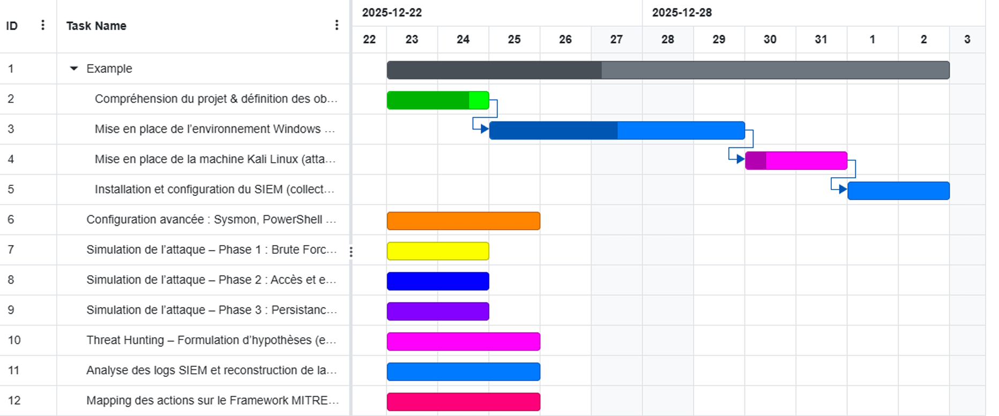 2025-12-22 2025-12-28
ID Task Name
22 23 24 25 26 27 28 29 30 31 1 2 3
1 Example
2 Compréhension du projet & définition des ob...
3 Mise en place de l’environnement Windows ...
4 Mise en place de la machine Kali Linux (atta...
5 Installation et configuration du SIEM (collect...
6 Configuration avancée : Sysmon, PowerShell ...
7 Simulation de l’attaque – Phase 1 : Brute Forc...
8 Simulation de l’attaque – Phase 2 : Accès et e...
9 Simulation de l’attaque – Phase 3 : Persistanc...
10 Threat Hunting – Formulation d’hypothèses (e...
11 Analyse des logs SIEM et reconstruction de la...
12 Mapping des actions sur le Framework MITRE...